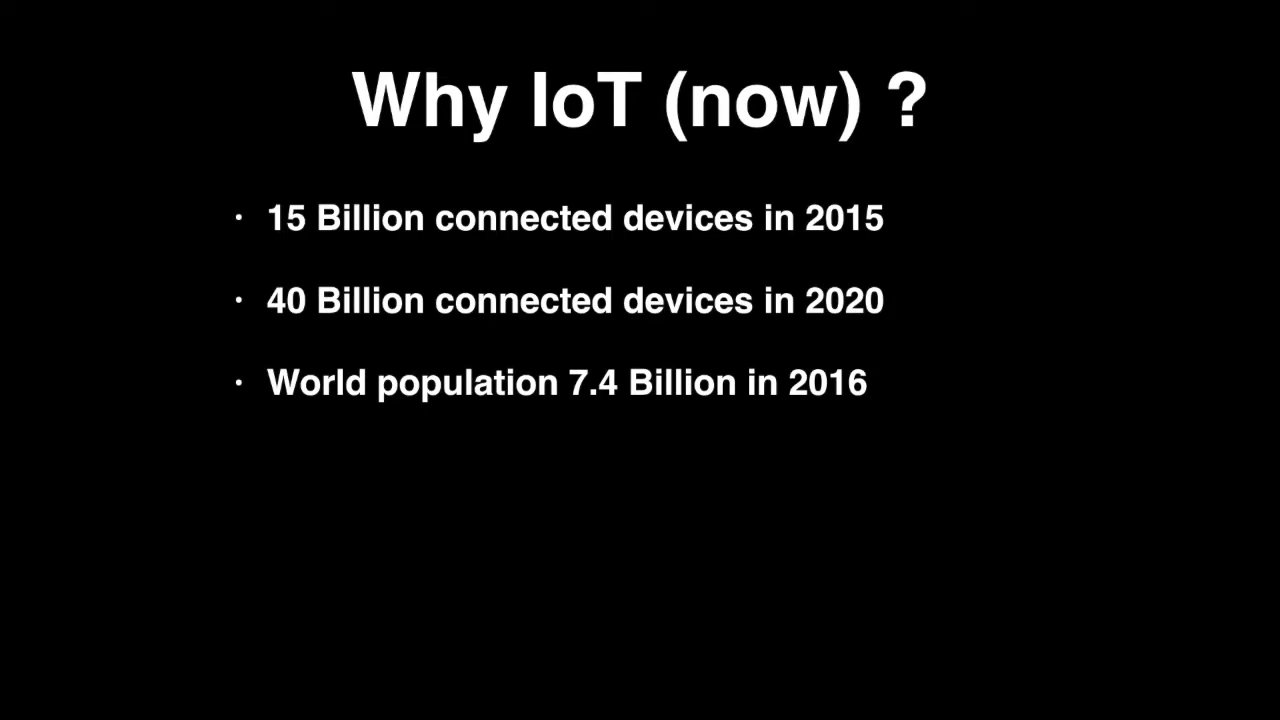 Why IoT (now) ?
· 15 Billion connected devices in 2015
· 40 Billion connected devices in 2020
· World population 7.4 Billion in 2016